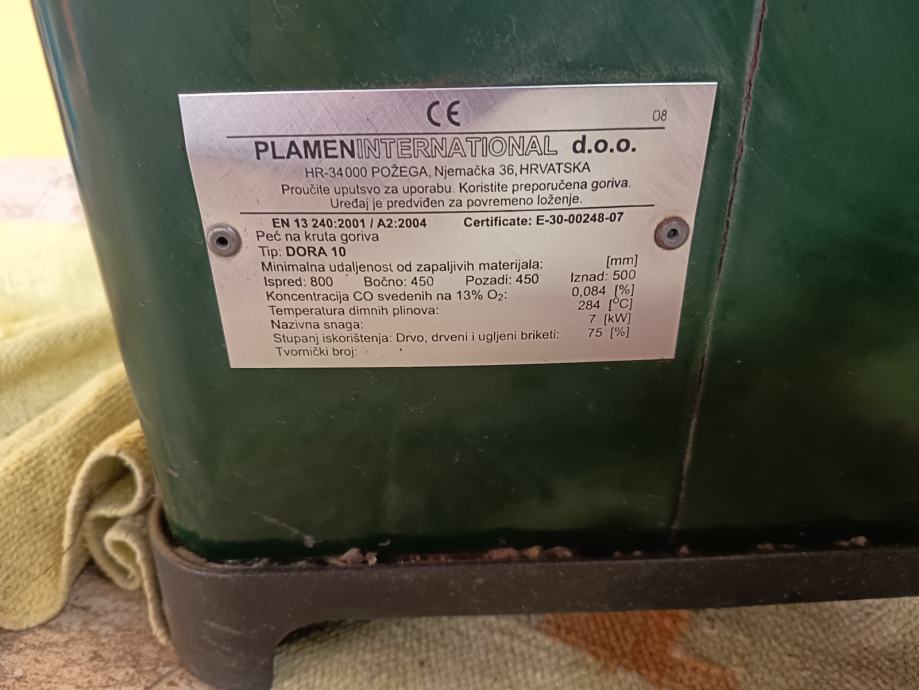 CE 08
PLAMENINTERNATIONAL d.o.o.
HR-34000 POŽEGA, Njemačka 36, HRVATSKA
Proučite uputsvo za uporabu. Koristite preporučena goriva.
Uređaj je predviđen za povremeno loženje.
EN 13 240:2001 / A2:2004 Certificate: E-30-00248-07
Peć na kruta goriva
Tip: DORA 10
Minimalna udaljenost od zapaljivih materijala: [mm]
Ispred: 800 Bočno: 450 Pozadi: 450 Iznad: 500
Koncentracija CO svedenih na 13% O₂: 0,084 [%]
Temperatura dimnih plinova: 284 [°C]
Nazivna snaga: 7 [kW]
Stupanj iskorištenja: Drvo, drveni i ugljeni briketi: 75 [%]
Tvornički broj: